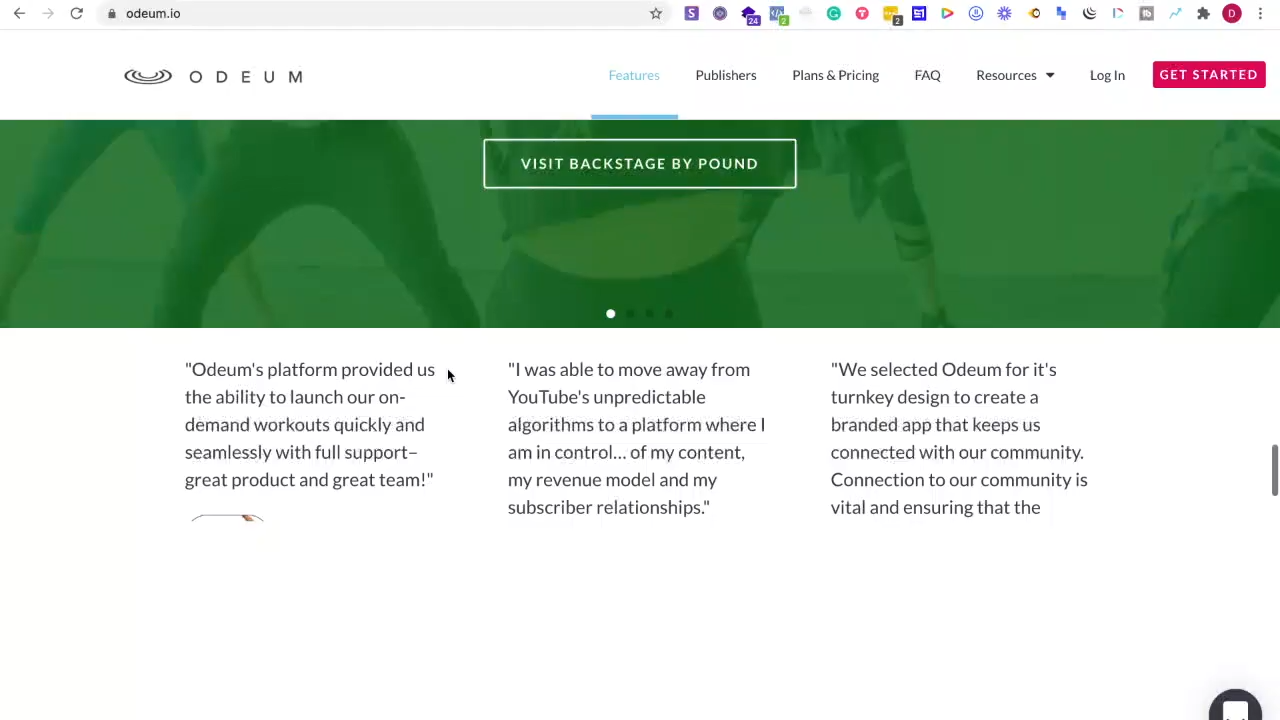 odeum.io
24
2
2
D
ODEUM
Features
Publishers
Plans & Pricing
FAQ
Resources
Log In
GET STARTED
VISIT BACKSTAGE BY POUND
"Odeum's platform provided us
the ability to launch our on-
demand workouts quickly and
seamlessly with full support–
great product and great team!"
"I was able to move away from
YouTube's unpredictable
algorithms to a platform where I
am in control... of my content,
my revenue model and my
subscriber relationships."
"We selected Odeum for it's
turnkey design to create a
branded app that keeps us
connected with our community.
Connection to our community is
vital and ensuring that the